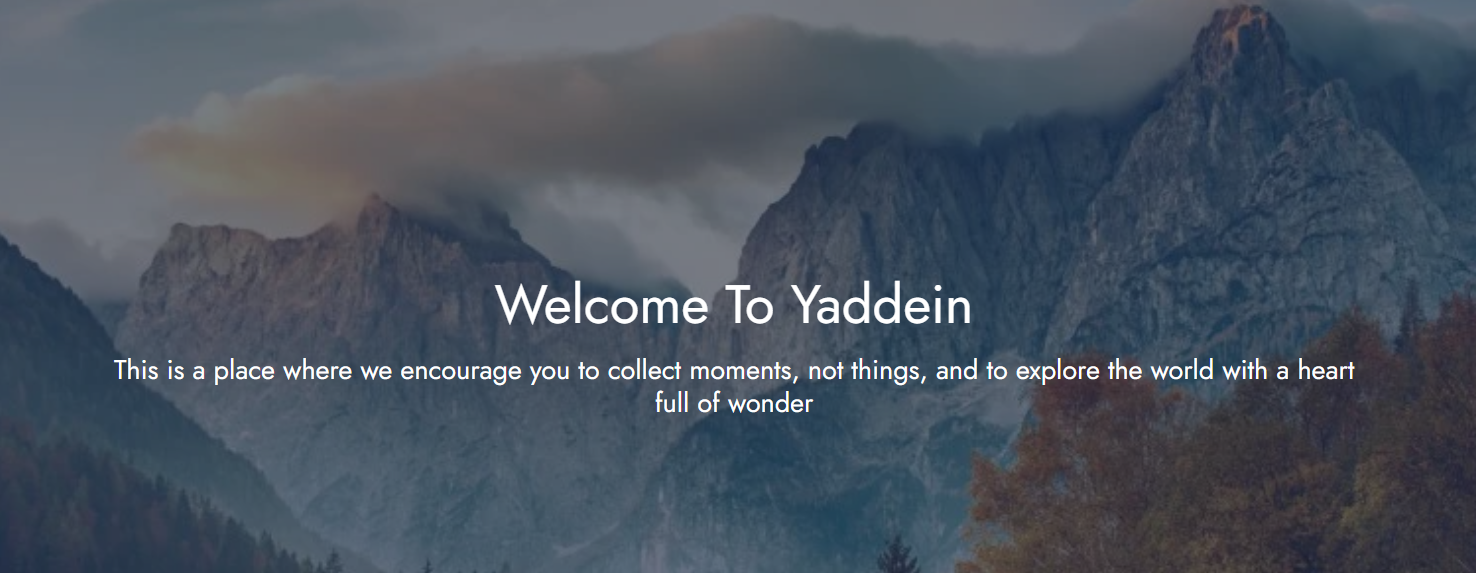 Welcome To Yaddein
This is a place where we encourage you to collect moments, not things, and to explore the world with a heart
full of wonder